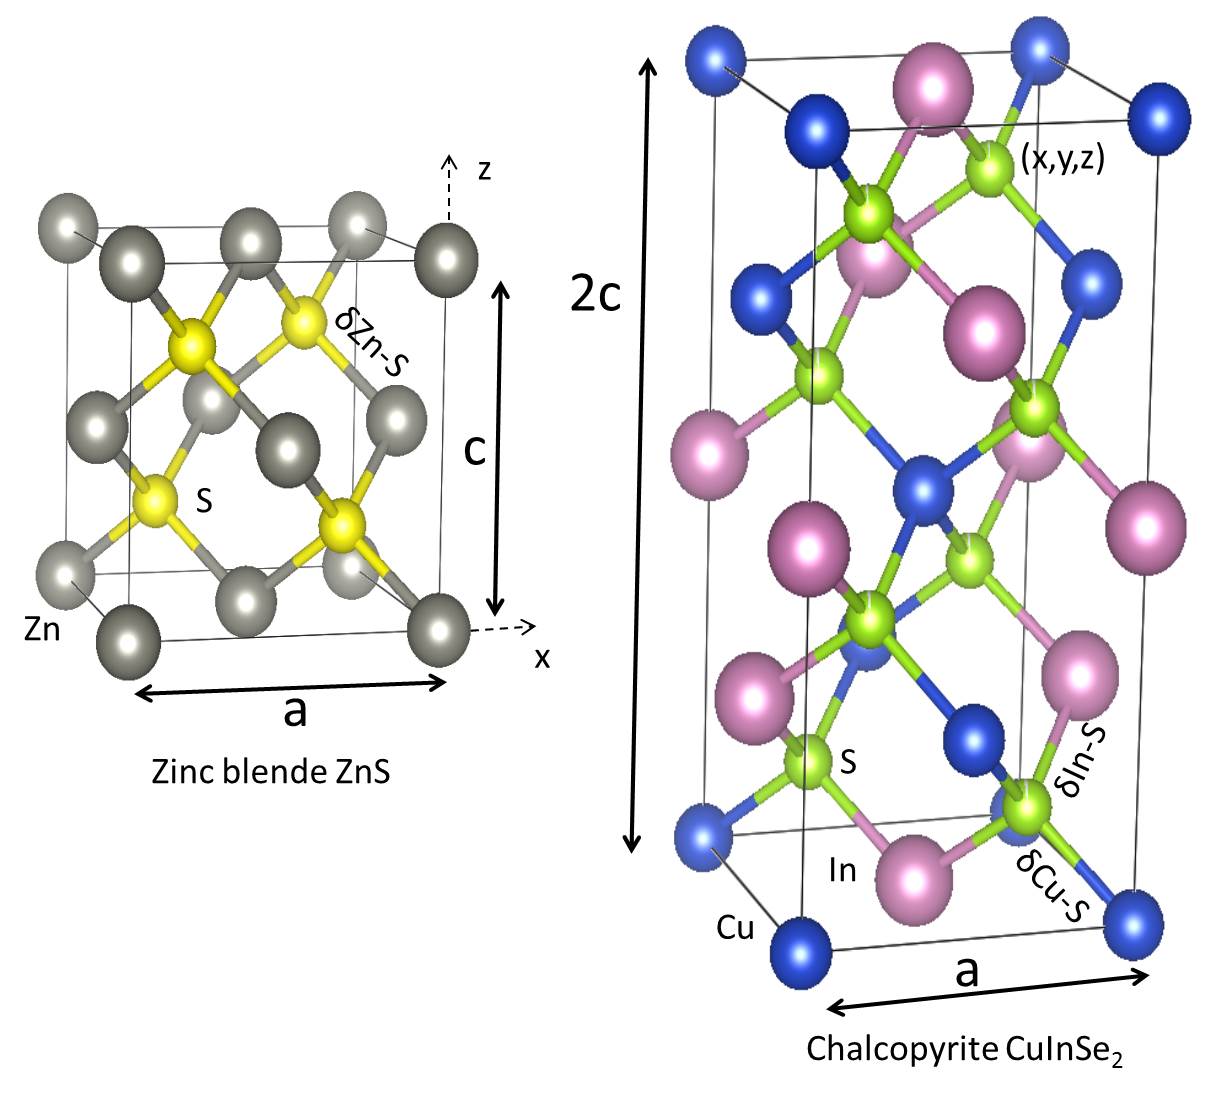 z
δZn-S
c
S
Zn
x
a
Zinc blende ZnS
(x,y,z)
2c
S
δIn-S
In
δCu-S
Cu
a
Chalcopyrite CuInSe₂